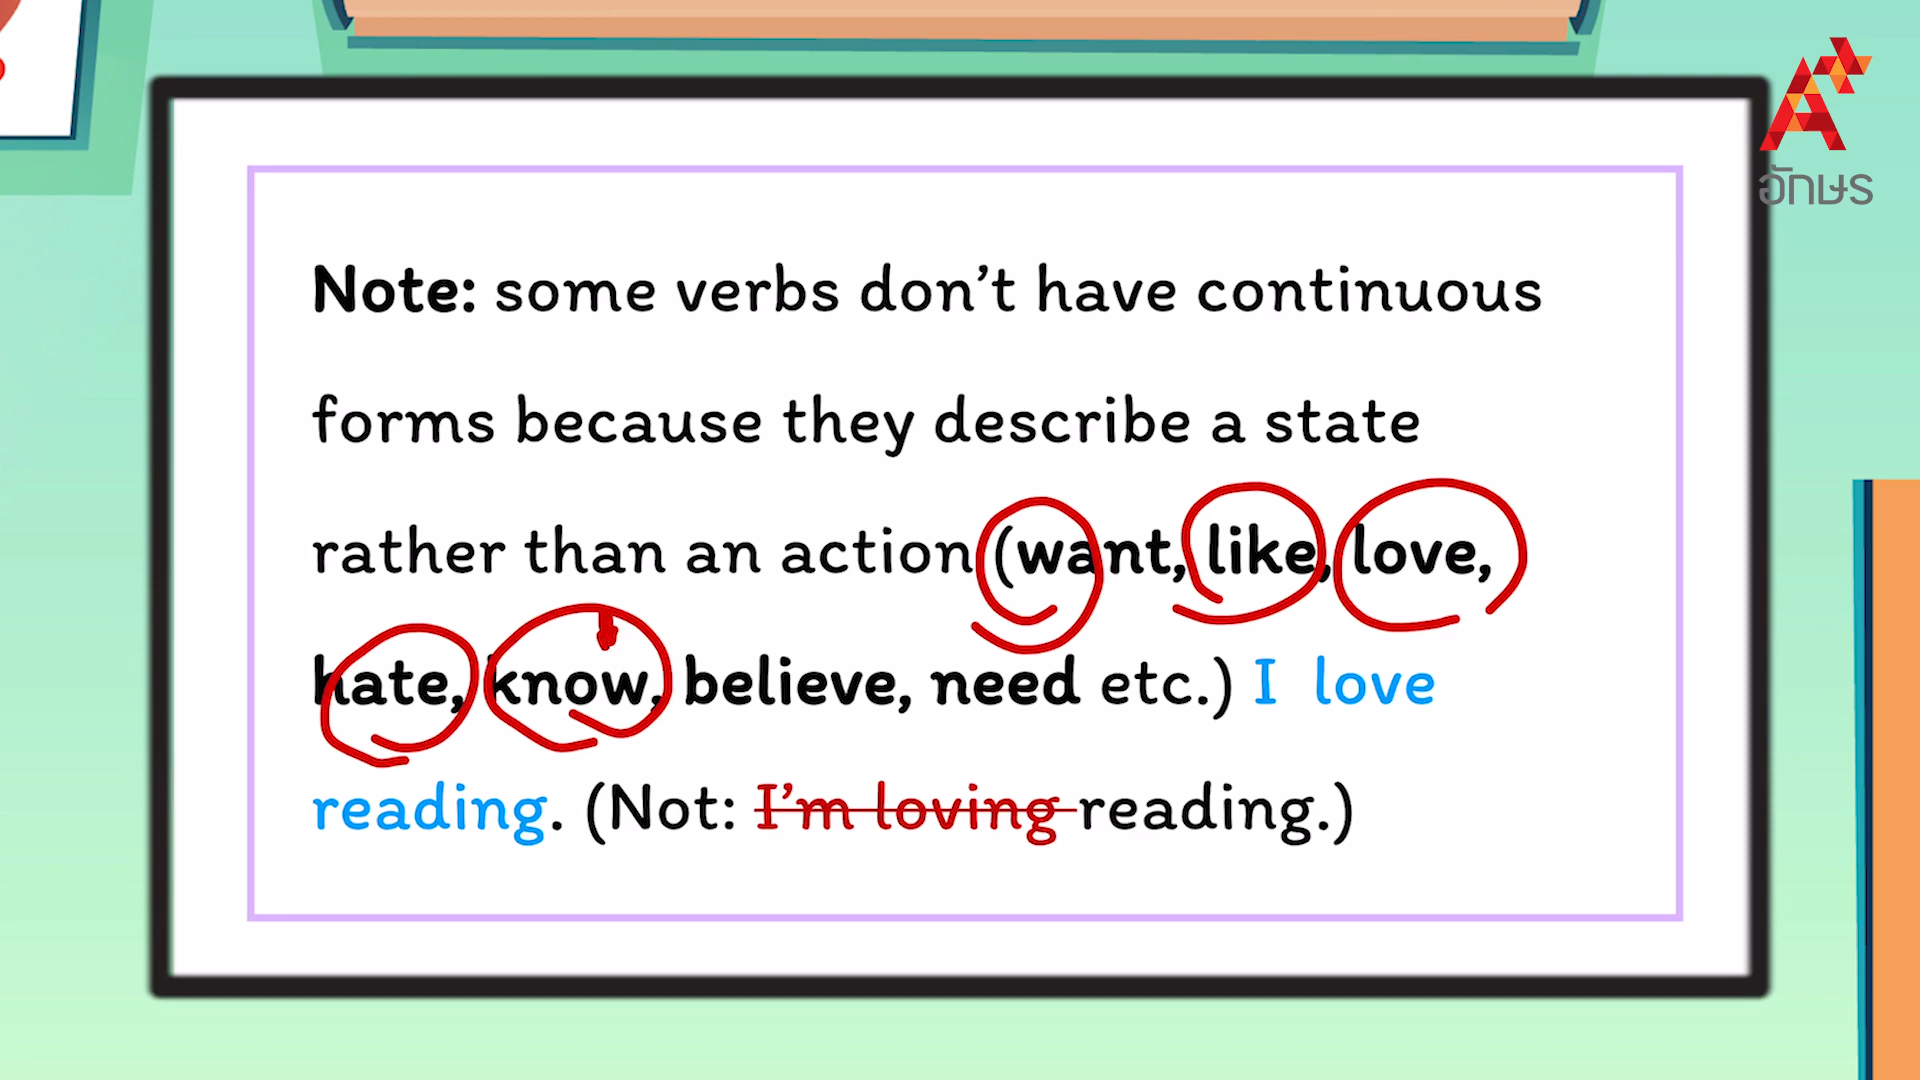 อักษร
Note: some verbs don’t have continuous
forms because they describe a state
rather than an action (want, like, love,
hate, know, believe, need etc.) I love
reading. (Not: I’m loving reading.)